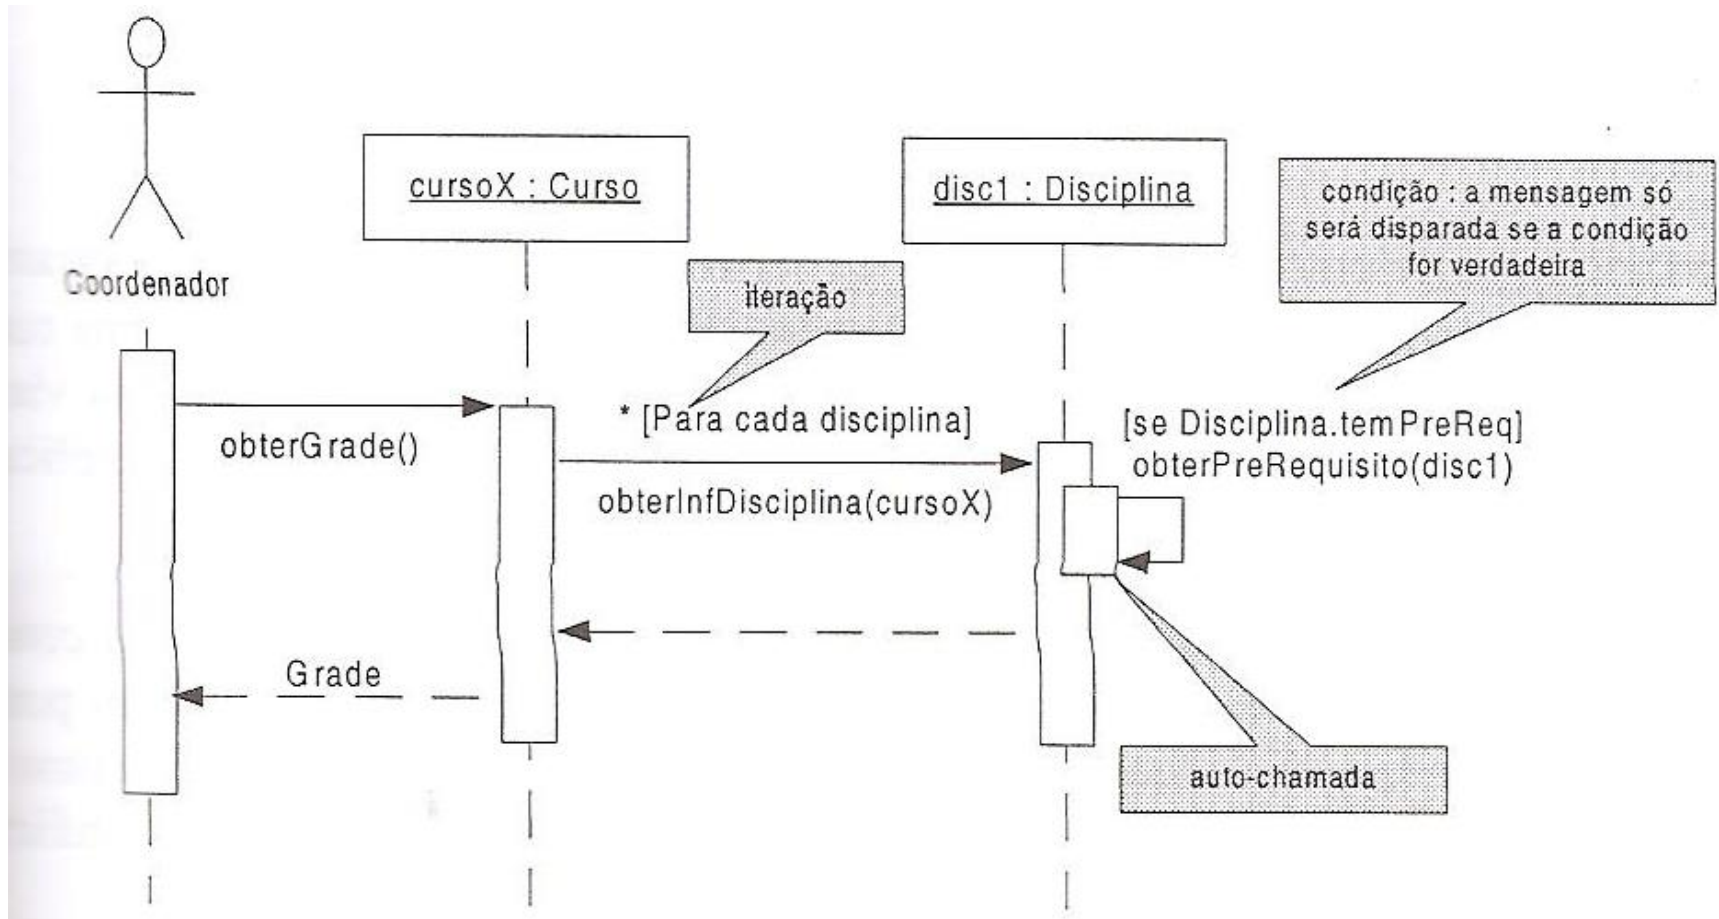 cursoX : Curso
disc1 : Disciplina
condição : a mensagem só
será disparada se a condição
for verdadeira
Coordenador
iteração
* [Para cada disciplina]
[se Disciplina.temPreReq]
obterGrade()
obterPreRequisito(disc1)
obterInfDisciplina(cursoX)
Grade
auto-chamada